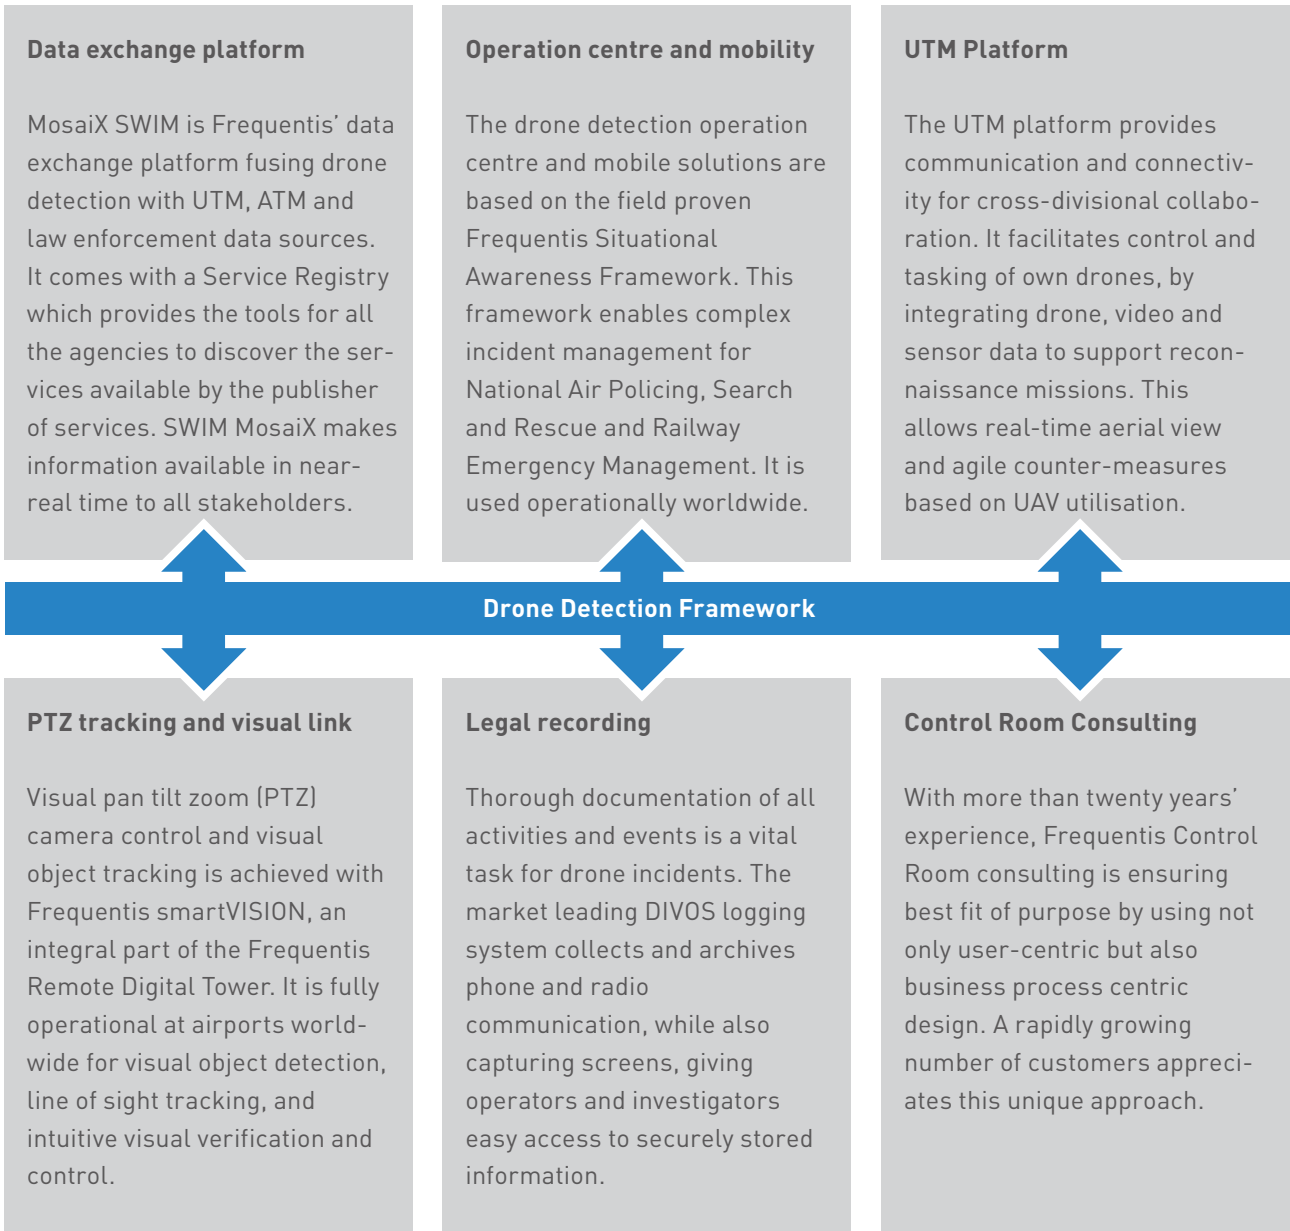 Data exchange platform
MosaiX SWIM is Frequentis’ data
exchange platform fusing drone
detection with UTM, ATM and
law enforcement data sources.
It comes with a Service Registry
which provides the tools for all
the agencies to discover the ser-
vices available by the publisher
of services. SWIM MosaiX makes
information available in near-
real time to all stakeholders.
Operation centre and mobility
The drone detection operation
centre and mobile solutions are
based on the field proven
Frequentis Situational
Awareness Framework. This
framework enables complex
incident management for
National Air Policing, Search
and Rescue and Railway
Emergency Management. It is
used operationally worldwide.
UTM Platform
The UTM platform provides
communication and connectiv-
ity for cross-divisional collabo-
ration. It facilitates control and
tasking of own drones, by
integrating drone, video and
sensor data to support recon-
naissance missions. This
allows real-time aerial view
and agile counter-measures
based on UAV utilisation.
Drone Detection Framework
PTZ tracking and visual link
Visual pan tilt zoom (PTZ)
camera control and visual
object tracking is achieved with
Frequentis smartVISION, an
integral part of the Frequentis
Remote Digital Tower. It is fully
operational at airports world-
wide for visual object detection,
line of sight tracking, and
intuitive visual verification and
control.
Legal recording
Thorough documentation of all
activities and events is a vital
task for drone incidents. The
market leading DIVOS logging
system collects and archives
phone and radio
communication, while also
capturing screens, giving
operators and investigators
easy access to securely stored
information.
Control Room Consulting
With more than twenty years’
experience, Frequentis Control
Room consulting is ensuring
best fit of purpose by using not
only user-centric but also
business process centric
design. A rapidly growing
number of customers appreci-
ates this unique approach.